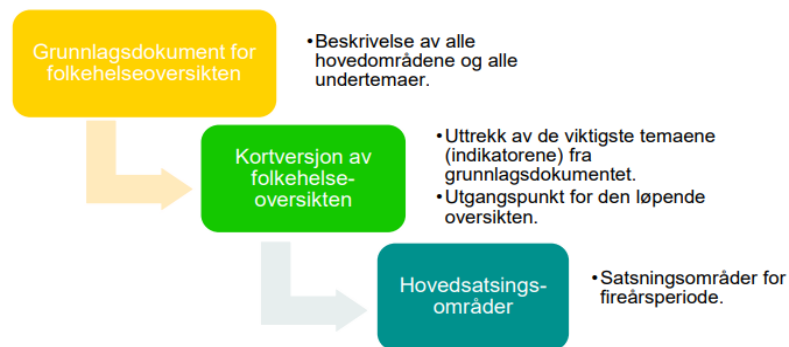 Grunnlagsdokument for
folkehelseoversikten
•Beskrivelse av alle
hovedområdene og alle
undertemaer.
Kortversjon av
folkehelse-
oversikten
•Uttrekk av de viktigste temaene
(indikatorene) fra
grunnlagsdokumentet.
•Utgangspunkt for den løpende
oversikten.
Hovedsatsings-
områder
•Satsningsområder for
fireårsperiode.